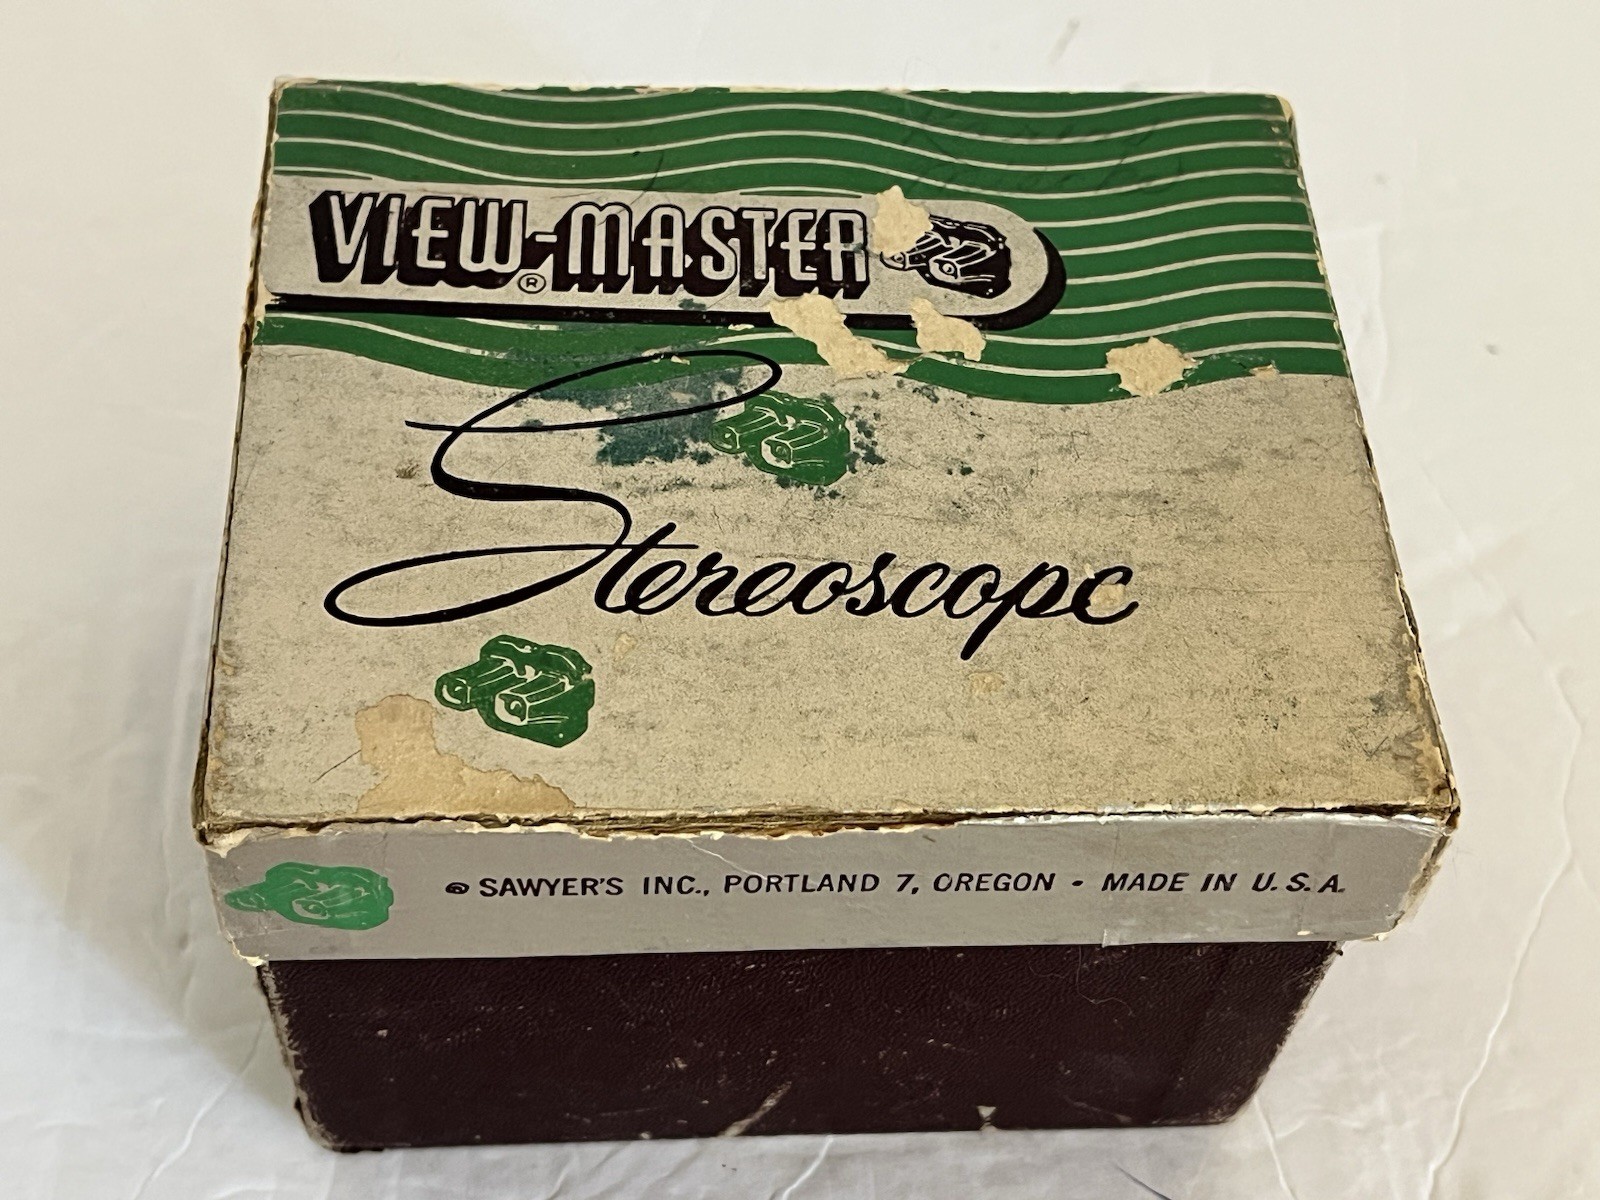 VIEW-MASTER ®
Stereoscope
© SAWYER'S INC., PORTLAND 7, OREGON • MADE IN U.S.A.